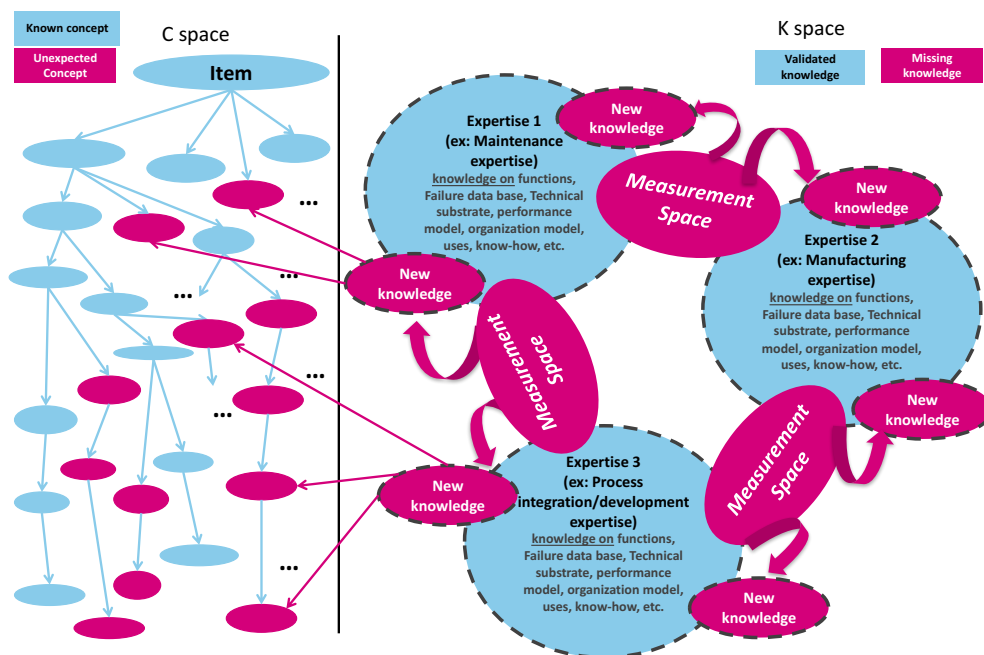 Known concept
Unexpected
Concept
C space
Item
...
...
...
...
...
...
K space
Validated
knowledge
Missing
knowledge
Expertise 1
(ex: Maintenance
expertise)
knowledge on functions,
Failure data base, Technical
substrate, performance
model, organization model,
uses, know-how, etc.
New
knowledge
Measurement
Space
New
knowledge
Expertise 2
(ex: Manufacturing
expertise)
knowledge on functions,
Failure data base, Technical
substrate, performance
model, organization model,
uses, know-how, etc.
New
knowledge
Measurement
Space
New
knowledge
Measurement
Space
New
knowledge
Expertise 3
(ex: Process
integration/development
expertise)
knowledge on functions,
Failure data base, Technical
substrate, performance
model, organization model,
uses, know-how, etc.
New
knowledge